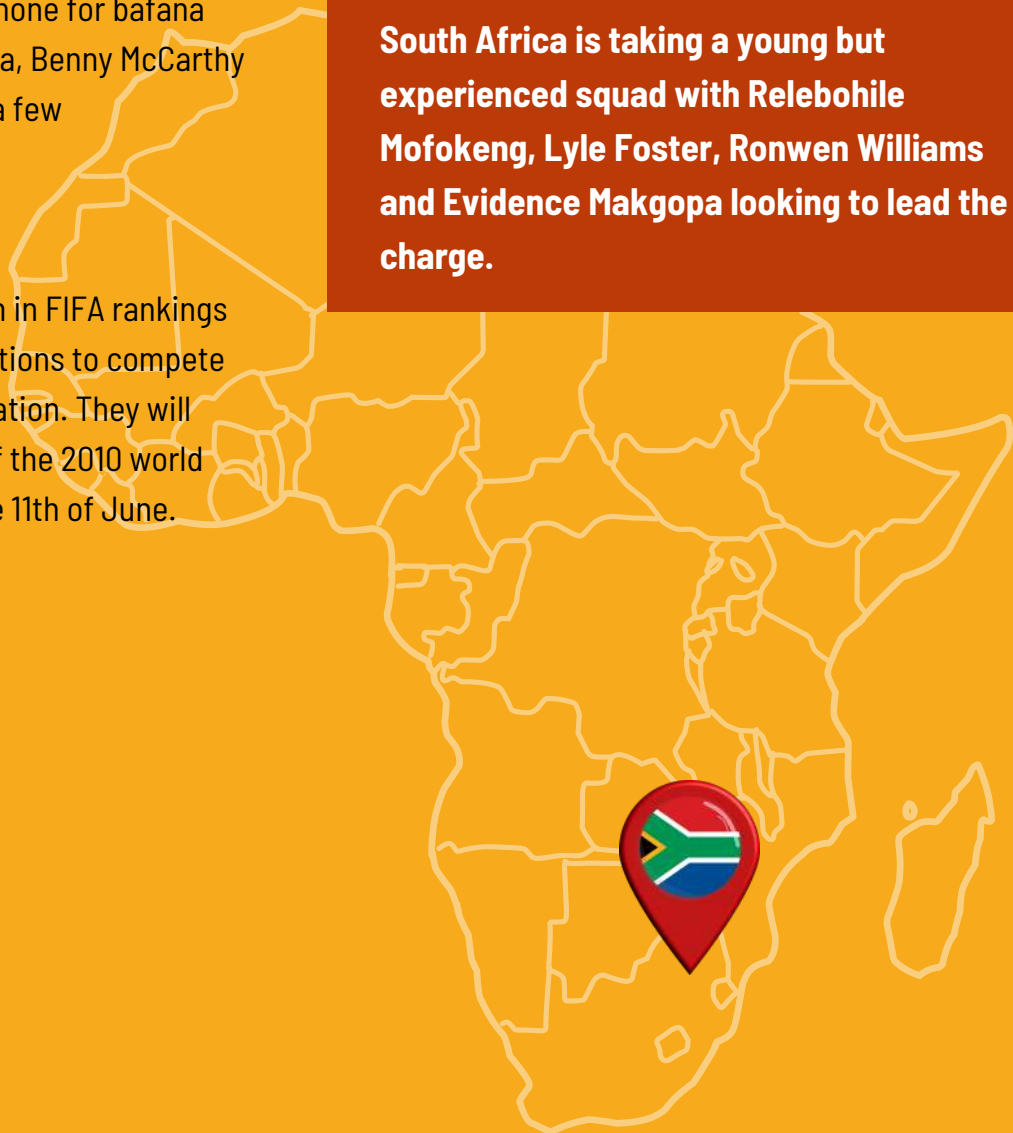 none for bafana
a, Benny McCarthy
a few
in FIFA rankings
tions to compete
ation. They will
f the 2010 world
e 11th of June.
South Africa is taking a young but
experienced squad with Relebohile
Mofokeng, Lyle Foster, Ronwen Williams
and Evidence Makgopa looking to lead the
charge.